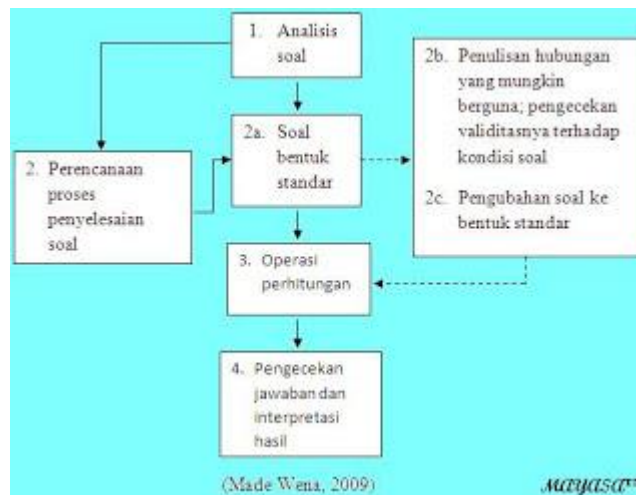 1. Analisis
soal
2. Perencanaan
proses
penyelesaian
soal
2a. Soal
bentuk
standar
2b. Penulisan hubungan
yang mungkin
berguna; pengecekan
validitasnya terhadap
kondisi soal
2c. Pengubahan soal ke
bentuk standar
3. Operasi
perhitungan
4. Pengecekan
jawaban dan
interpretasi
hasil
(Made Wena, 2009)